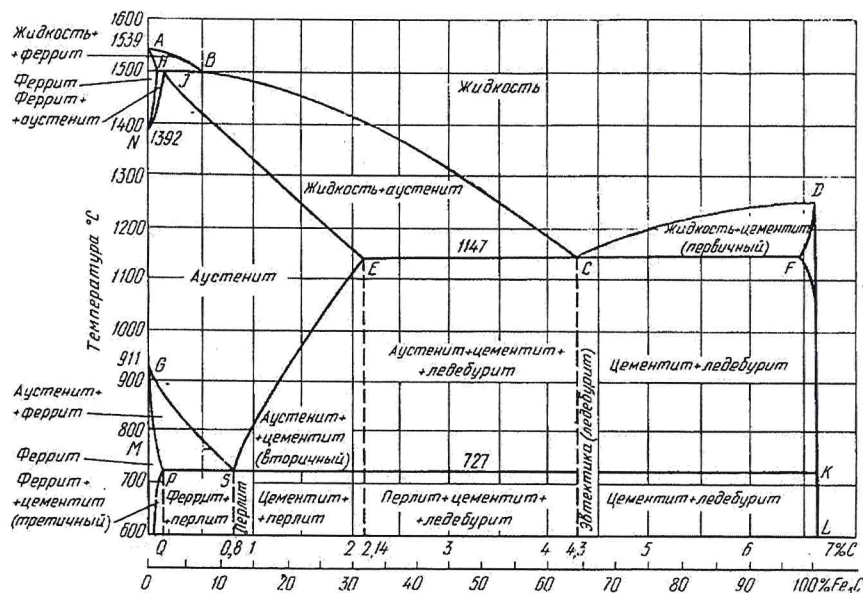 1600
1539
1500
1400
N 1392
1300
1200
1100
1000
911
900
800
M
700
600
Температура °C
Жидкость+
+феррит
Феррит
Феррит+
+аустенит
Аустенит+
+феррит
Феррит
Феррит+
+цементит
(третичный)
A
H
J
B
Жидкость
Жидкость+аустенит
D
Жидкость+цементит
(первичный)
1147
E
C
F
Аустенит
G
Аустенит+цементит+
+ледебурит
Эвтектика (ледебурит)
Цементит+ледебурит
Аустенит+
+цементит
(вторичный)
727
P
S
K
Феррит+
+перлит
Перлит
Цементит+
+перлит
Перлит+цементит+
+ледебурит
Цементит+ледебурит
L
Q 0,8 1 2 2,14 3 4 4,3 5 6 7%C
0 10 20 30 40 50 60 70 80 90 100%Fe3C